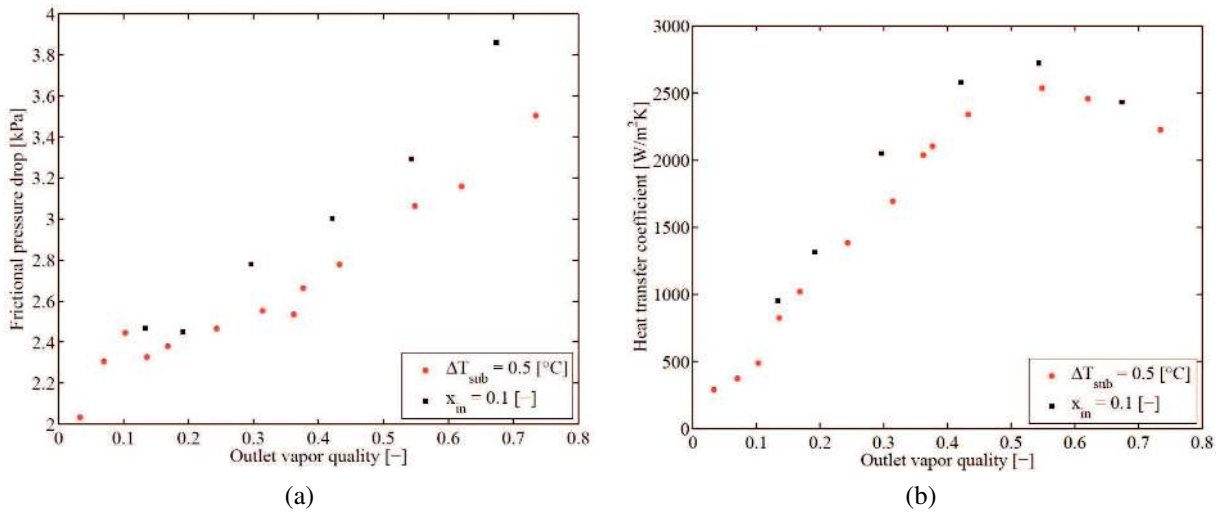 4
3.8
3.6
3.4
3.2
3
2.8
2.6
2.4
2.2
2
Frictional pressure drop [kPa]
0 0.1 0.2 0.3 0.4 0.5 0.6 0.7 0.8
Outlet vapor quality [−]
ΔTsub = 0.5 [°C]
xin = 0.1 [−]
(a)
3000
2500
2000
1500
1000
500
0
Heat transfer coefficient [W/m²K]
0 0.1 0.2 0.3 0.4 0.5 0.6 0.7 0.8
Outlet vapor quality [−]
ΔTsub = 0.5 [°C]
xin = 0.1 [−]
(b)